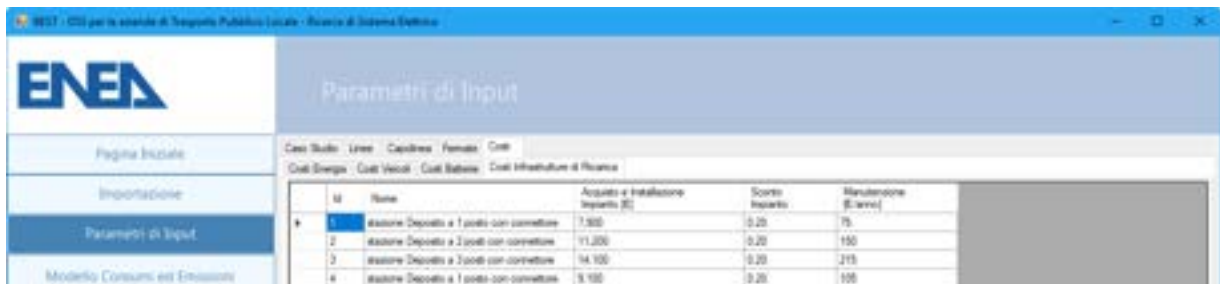 BEST - DSS per le aziende di Trasporto Pubblico Locale - Ricerca di Sistema Elettrico
ENEA
Parametri di Input
Pagina Iniziale
Importazione
Parametri di Input
Modello Consumi ed Emissioni
Caso Studio Linee Capolinea Fermate Costi
Costi Energia Costi Veicoli Costi Batterie Costi Infrastrutture di Ricarica
Id Nome Acquisto e Installazione Impianto [€] Sconto Impianto Manutenzione [€/anno]
1 stazione Deposito a 1 posto con connettore 7.900 0.20 75
2 stazione Deposito a 2 posti con connettore 11.200 0.20 150
3 stazione Deposito a 3 posti con connettore 14.100 0.20 215
4 stazione Deposito a 1 posto con connettore 9.100 0.20 105